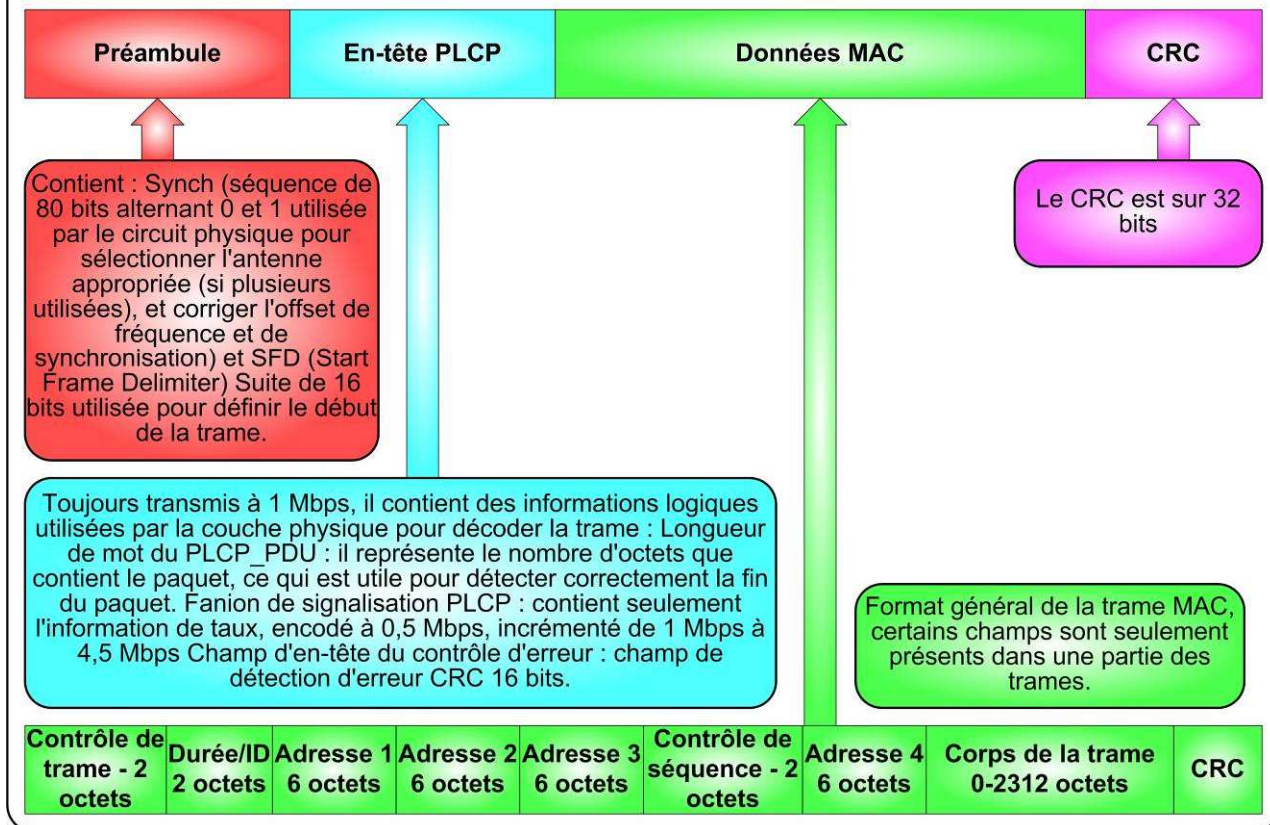 Préambule
En-tête PLCP
Données MAC
CRC
Contient : Synch (séquence de
80 bits alternant 0 et 1 utilisée
par le circuit physique pour
sélectionner l'antenne
appropriée (si plusieurs
utilisées), et corriger l'offset de
fréquence et de
synchronisation) et SFD (Start
Frame Delimiter) Suite de 16
bits utilisée pour définir le début
de la trame.
Le CRC est sur 32
bits
Toujours transmis à 1 Mbps, il contient des informations logiques
utilisées par la couche physique pour décoder la trame : Longueur
de mot du PLCP_PDU : il représente le nombre d'octets que
contient le paquet, ce qui est utile pour détecter correctement la fin
du paquet. Fanion de signalisation PLCP : contient seulement
l'information de taux, encodé à 0,5 Mbps, incrémenté de 1 Mbps à
4,5 Mbps Champ d'en-tête du contrôle d'erreur : champ de
détection d'erreur CRC 16 bits.
Format général de la trame MAC,
certains champs sont seulement
présents dans une partie des
trames.
Contrôle de
trame - 2
octets
Durée/ID
2 octets
Adresse 1
6 octets
Adresse 2
6 octets
Adresse 3
6 octets
Contrôle de
séquence - 2
octets
Adresse 4
6 octets
Corps de la trame
0-2312 octets
CRC